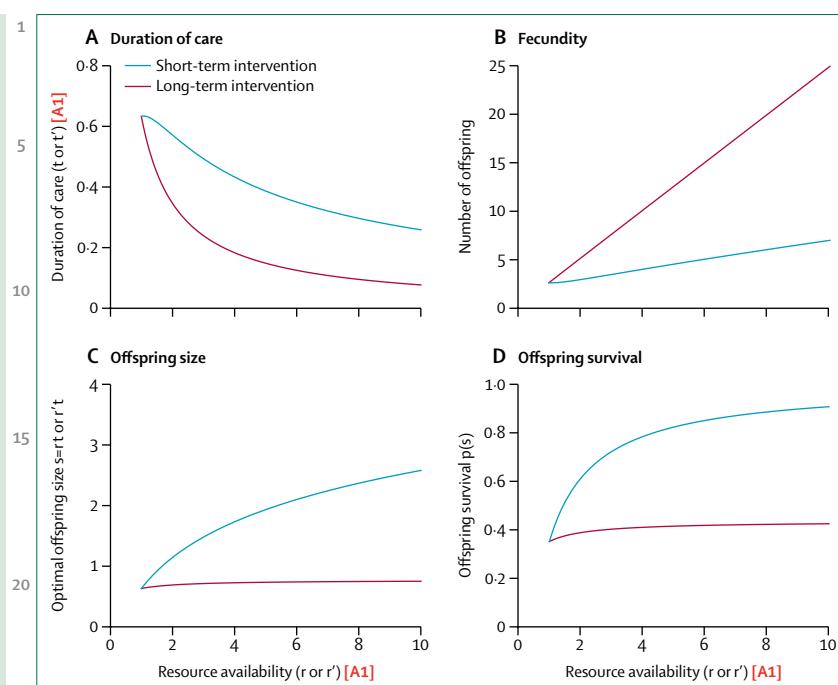 1
5
10
15
20
A Duration of care
Short-term intervention
Long-term intervention
Duration of care (t or t’) [A1]
0·8
0·6
0·4
0·2
0
B Fecundity
Number of offspring
25
20
15
10
5
0
C Offspring size
Optimal offspring size s=rt or r’t
4
3
2
1
0
0 2 4 6 8 10
Resource availability (r or r’) [A1]
D Offspring survival
Offspring survival p(s)
1·0
0·8
0·6
0·4
0·2
0
0 2 4 6 8 10
Resource availability (r or r’) [A1]